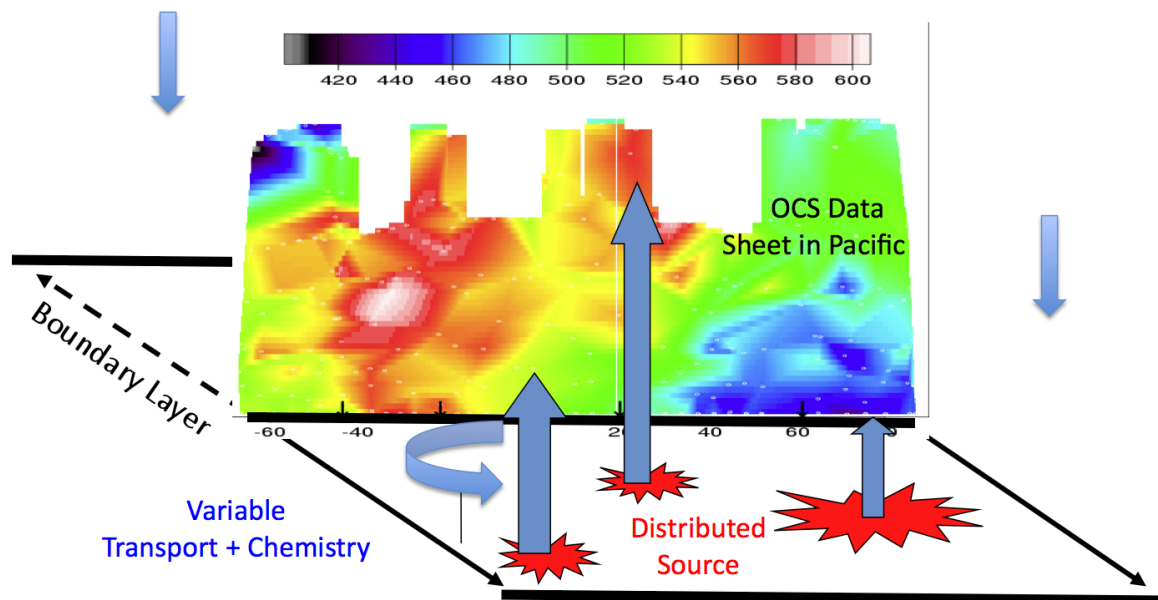 420 440 460 480 500 520 540 560 580 600
OCS Data
Sheet in Pacific
Boundary Layer
-60 -40 20 40 60
Variable
Transport + Chemistry
Distributed
Source